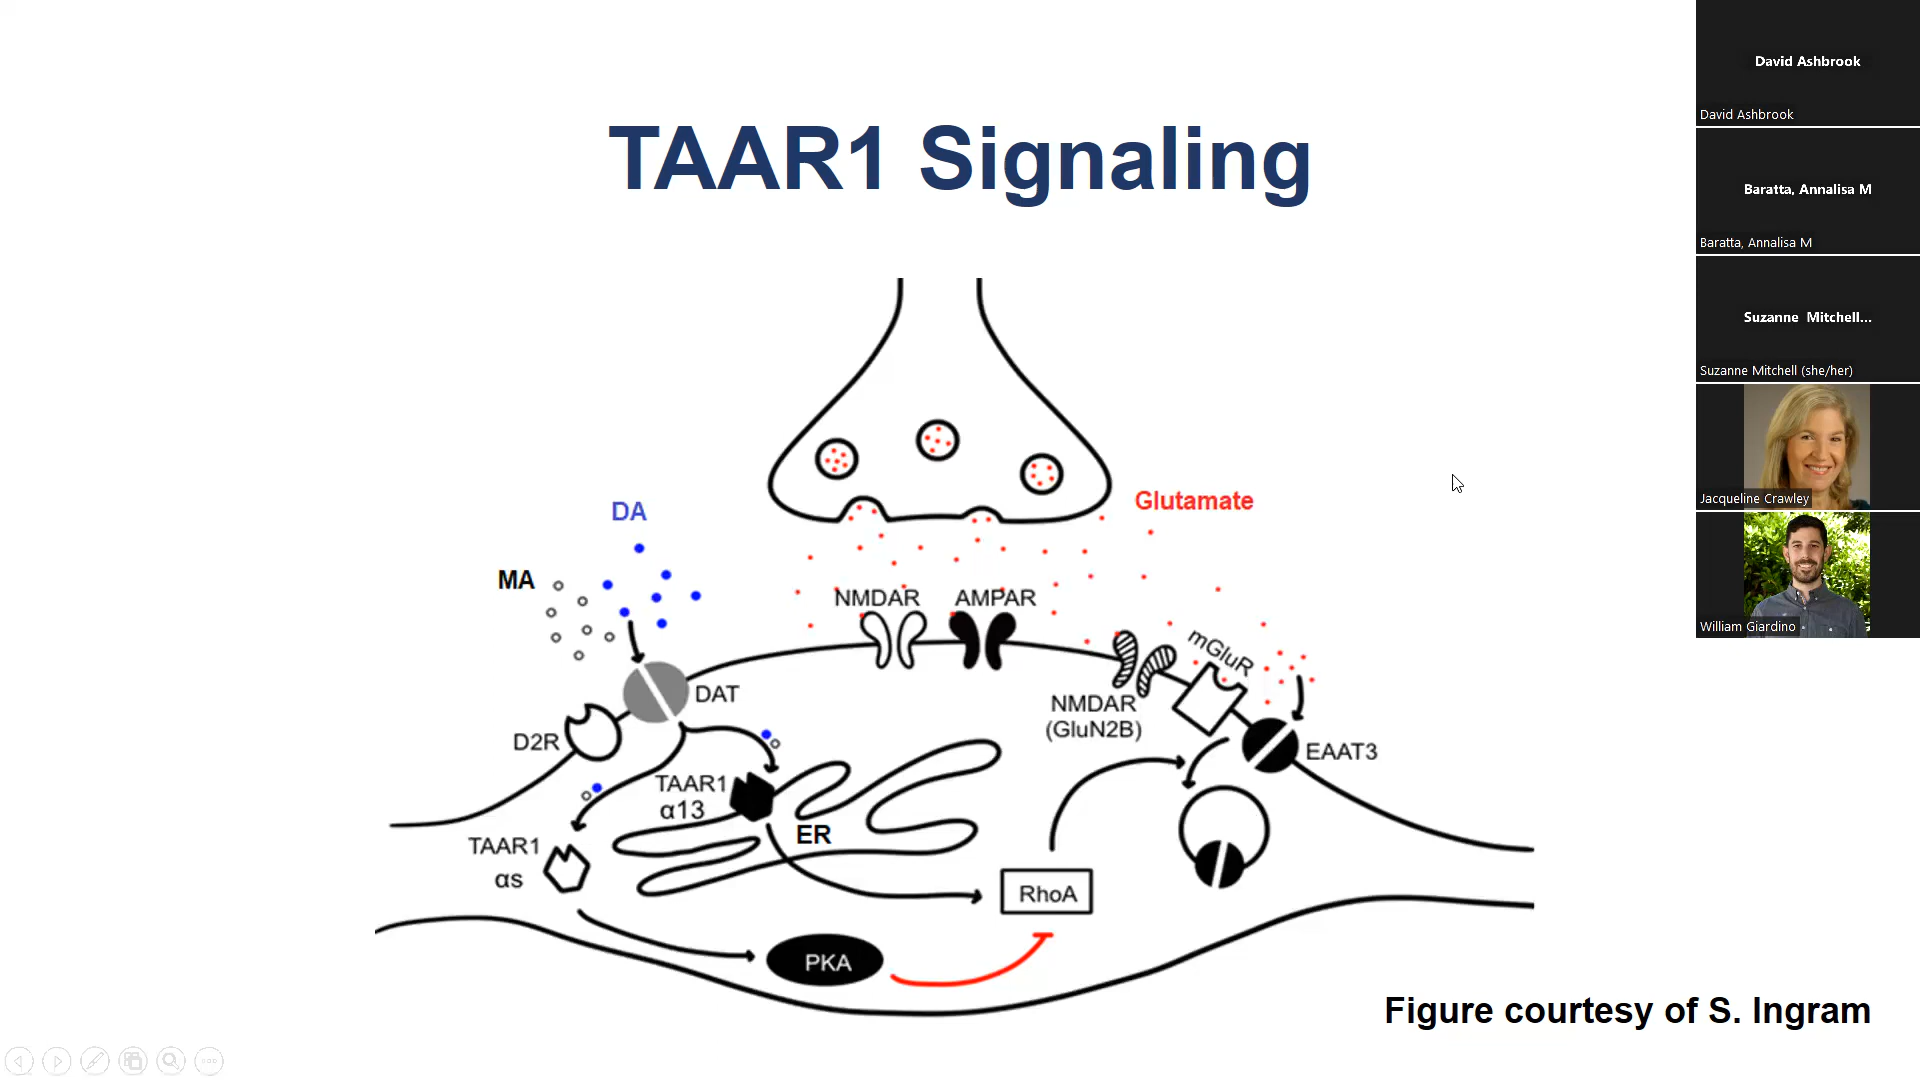 TAAR1 Signaling
DA
Glutamate
MA
NMDAR
AMPAR
mGluR
DAT
NMDAR
(GluN2B)
D2R
EAAT3
TAAR1
α13
ER
TAAR1
αs
RhoA
PKA
Figure courtesy of S. Ingram
David Ashbrook
David Ashbrook
Baratta, Annalisa M
Baratta, Annalisa M
Suzanne Mitchell...
Suzanne Mitchell (she/her)
Jacqueline Crawley
William Giardino